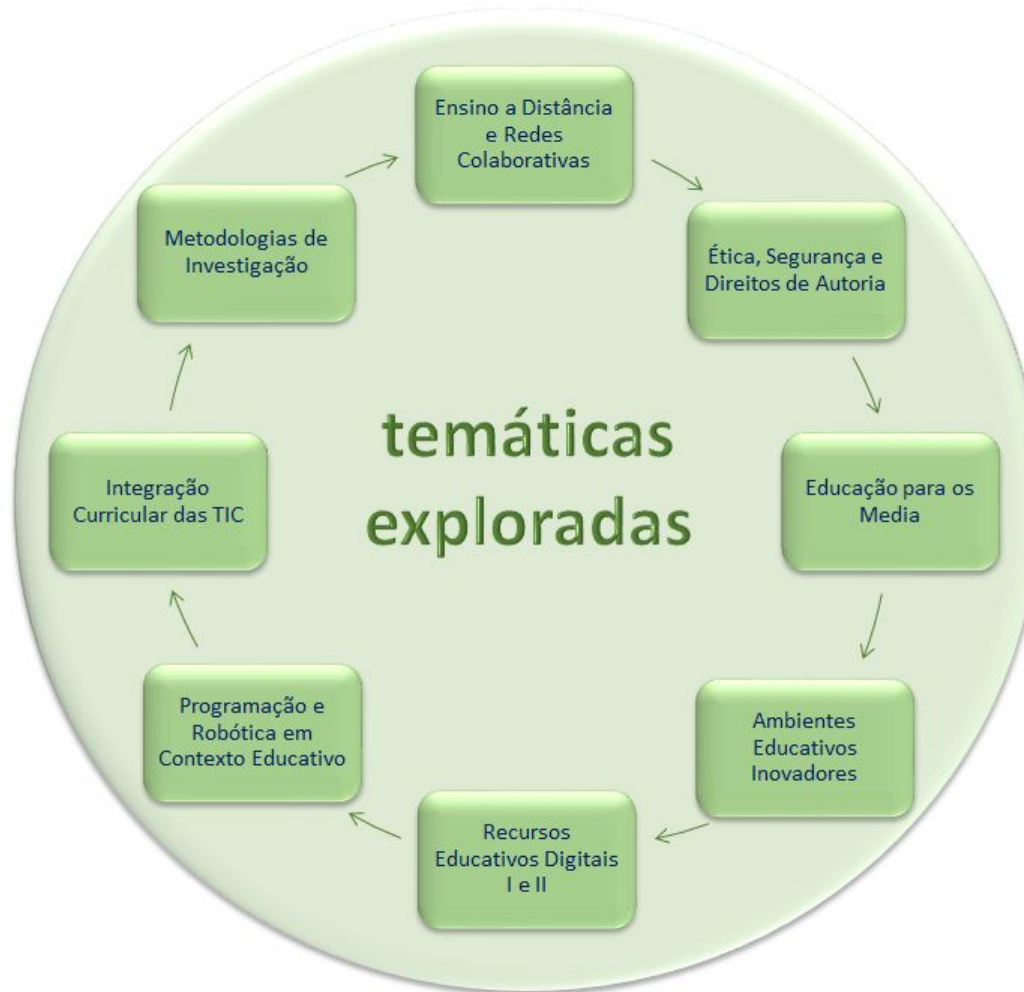 Ensino a Distância
e Redes
Colaborativas
Ética, Segurança e
Direitos de Autoria
Educação para os
Media
Ambientes
Educativos
Inovadores
Recursos
Educativos Digitais
I e II
Programação e
Robótica em
Contexto Educativo
Integração
Curricular das TIC
Metodologias de
Investigação
temáticas
exploradas